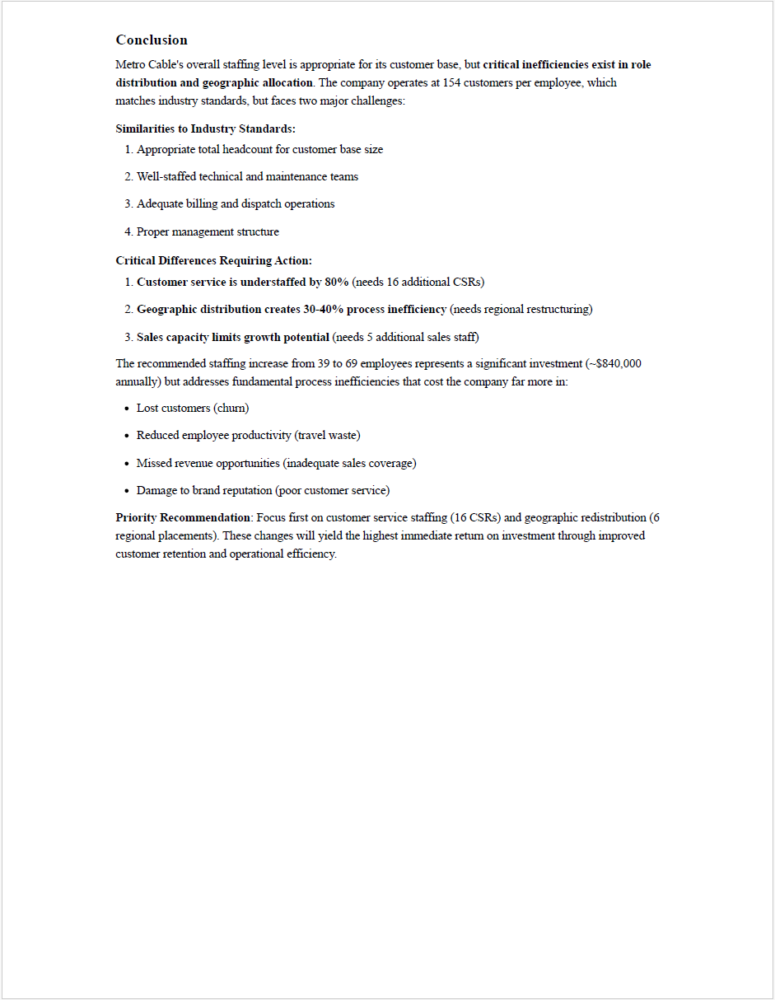 Conclusion
Metro Cable's overall staffing level is appropriate for its customer base, but critical inefficiencies exist in role
distribution and geographic allocation. The company operates at 154 customers per employee, which
matches industry standards, but faces two major challenges:
Similarities to Industry Standards:
1. Appropriate total headcount for customer base size
2. Well-staffed technical and maintenance teams
3. Adequate billing and dispatch operations
4. Proper management structure
Critical Differences Requiring Action:
1. Customer service is understaffed by 80% (needs 16 additional CSRs)
2. Geographic distribution creates 30-40% process inefficiency (needs regional restructuring)
3. Sales capacity limits growth potential (needs 5 additional sales staff)
The recommended staffing increase from 39 to 69 employees represents a significant investment (~$840,000
annually) but addresses fundamental process inefficiencies that cost the company far more in:
• Lost customers (churn)
• Reduced employee productivity (travel waste)
• Missed revenue opportunities (inadequate sales coverage)
• Damage to brand reputation (poor customer service)
Priority Recommendation: Focus first on customer service staffing (16 CSRs) and geographic redistribution (6
regional placements). These changes will yield the highest immediate return on investment through improved
customer retention and operational efficiency.